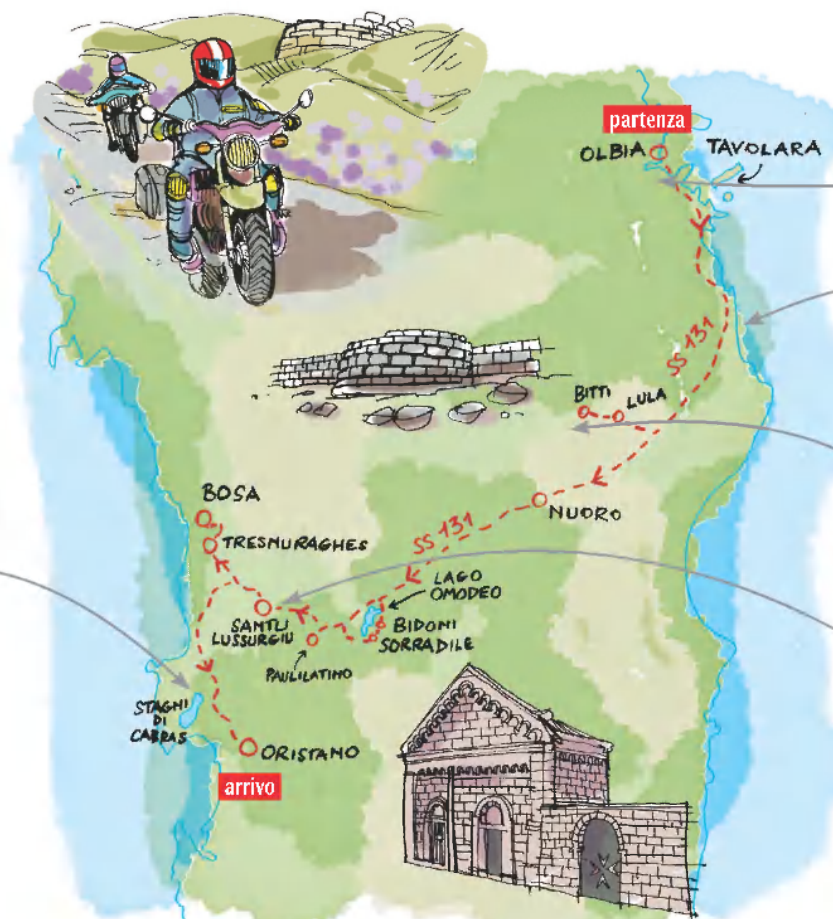 partenza
OLBIA
TAVOLARA
SS 131
BITTI
LULA
NUORO
BOSA
TRESNURAGHES
SS 131
LAGO
OMODEO
SANTU
LUSSURGIU
BIDONI
SORRADILE
PAULILATINO
STAGNI
DI
CABRAS
ORISTANO
arrivo